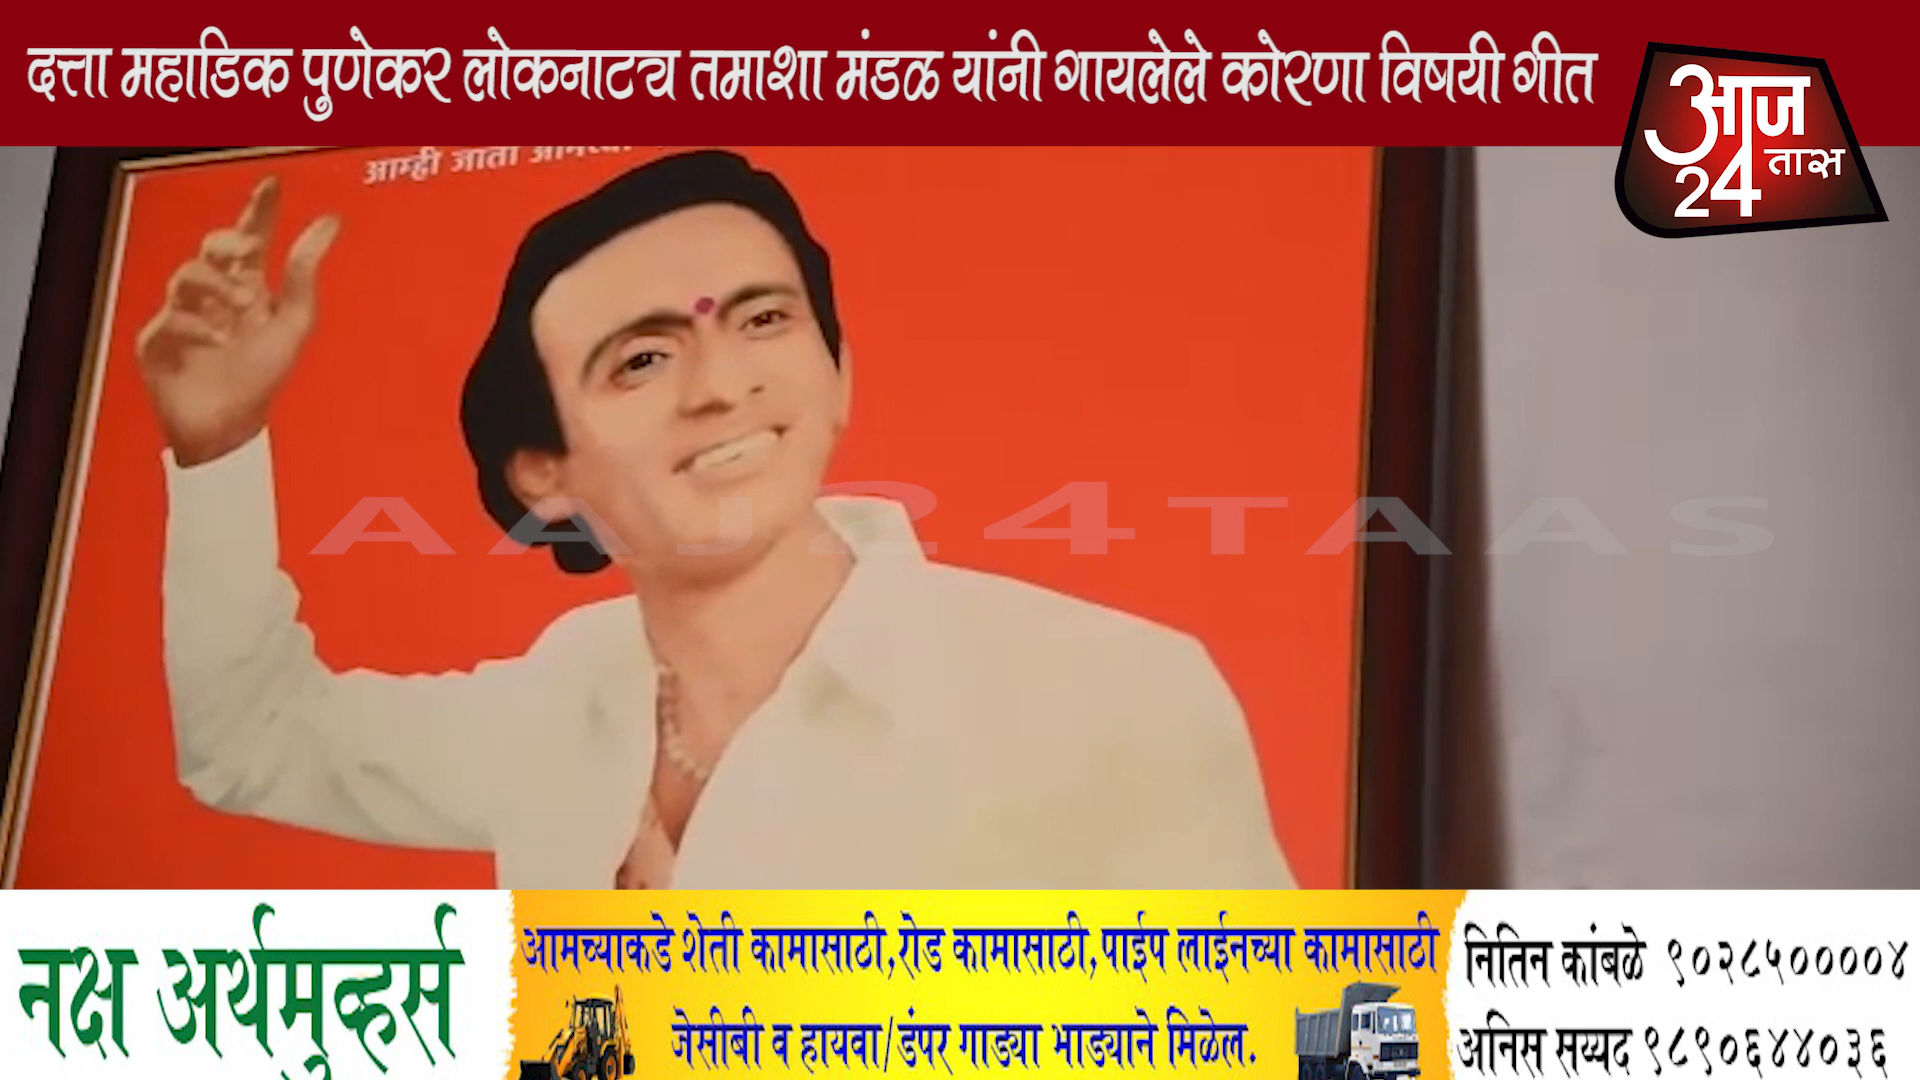 दत्ता महाडिक पुणेकर लोकनाट्य तमाशा मंडळ यांनी गायलेले कोरणा विषयी गीत
आज
24 तास
आम्ही जातो
AAJ24TAAS
नक्ष अर्थमुव्हर्स
आमच्याकडे शेती कामासाठी,रोड कामासाठी,पाईप लाईनच्या कामासाठी
जेसीबी व हायवा/डंपर गाड्या भाड्याने मिळेल.
नितिन कांबळे ९०२८५००००४
अनिस सय्यद ९८९०६४४०३६